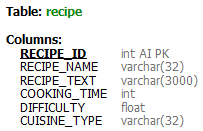 Table: recipe
Columns:
RECIPE_ID int AI PK
RECIPE_NAME varchar(32)
RECIPE_TEXT varchar(3000)
COOKING_TIME int
DIFFICULTY float
CUISINE_TYPE varchar(32)